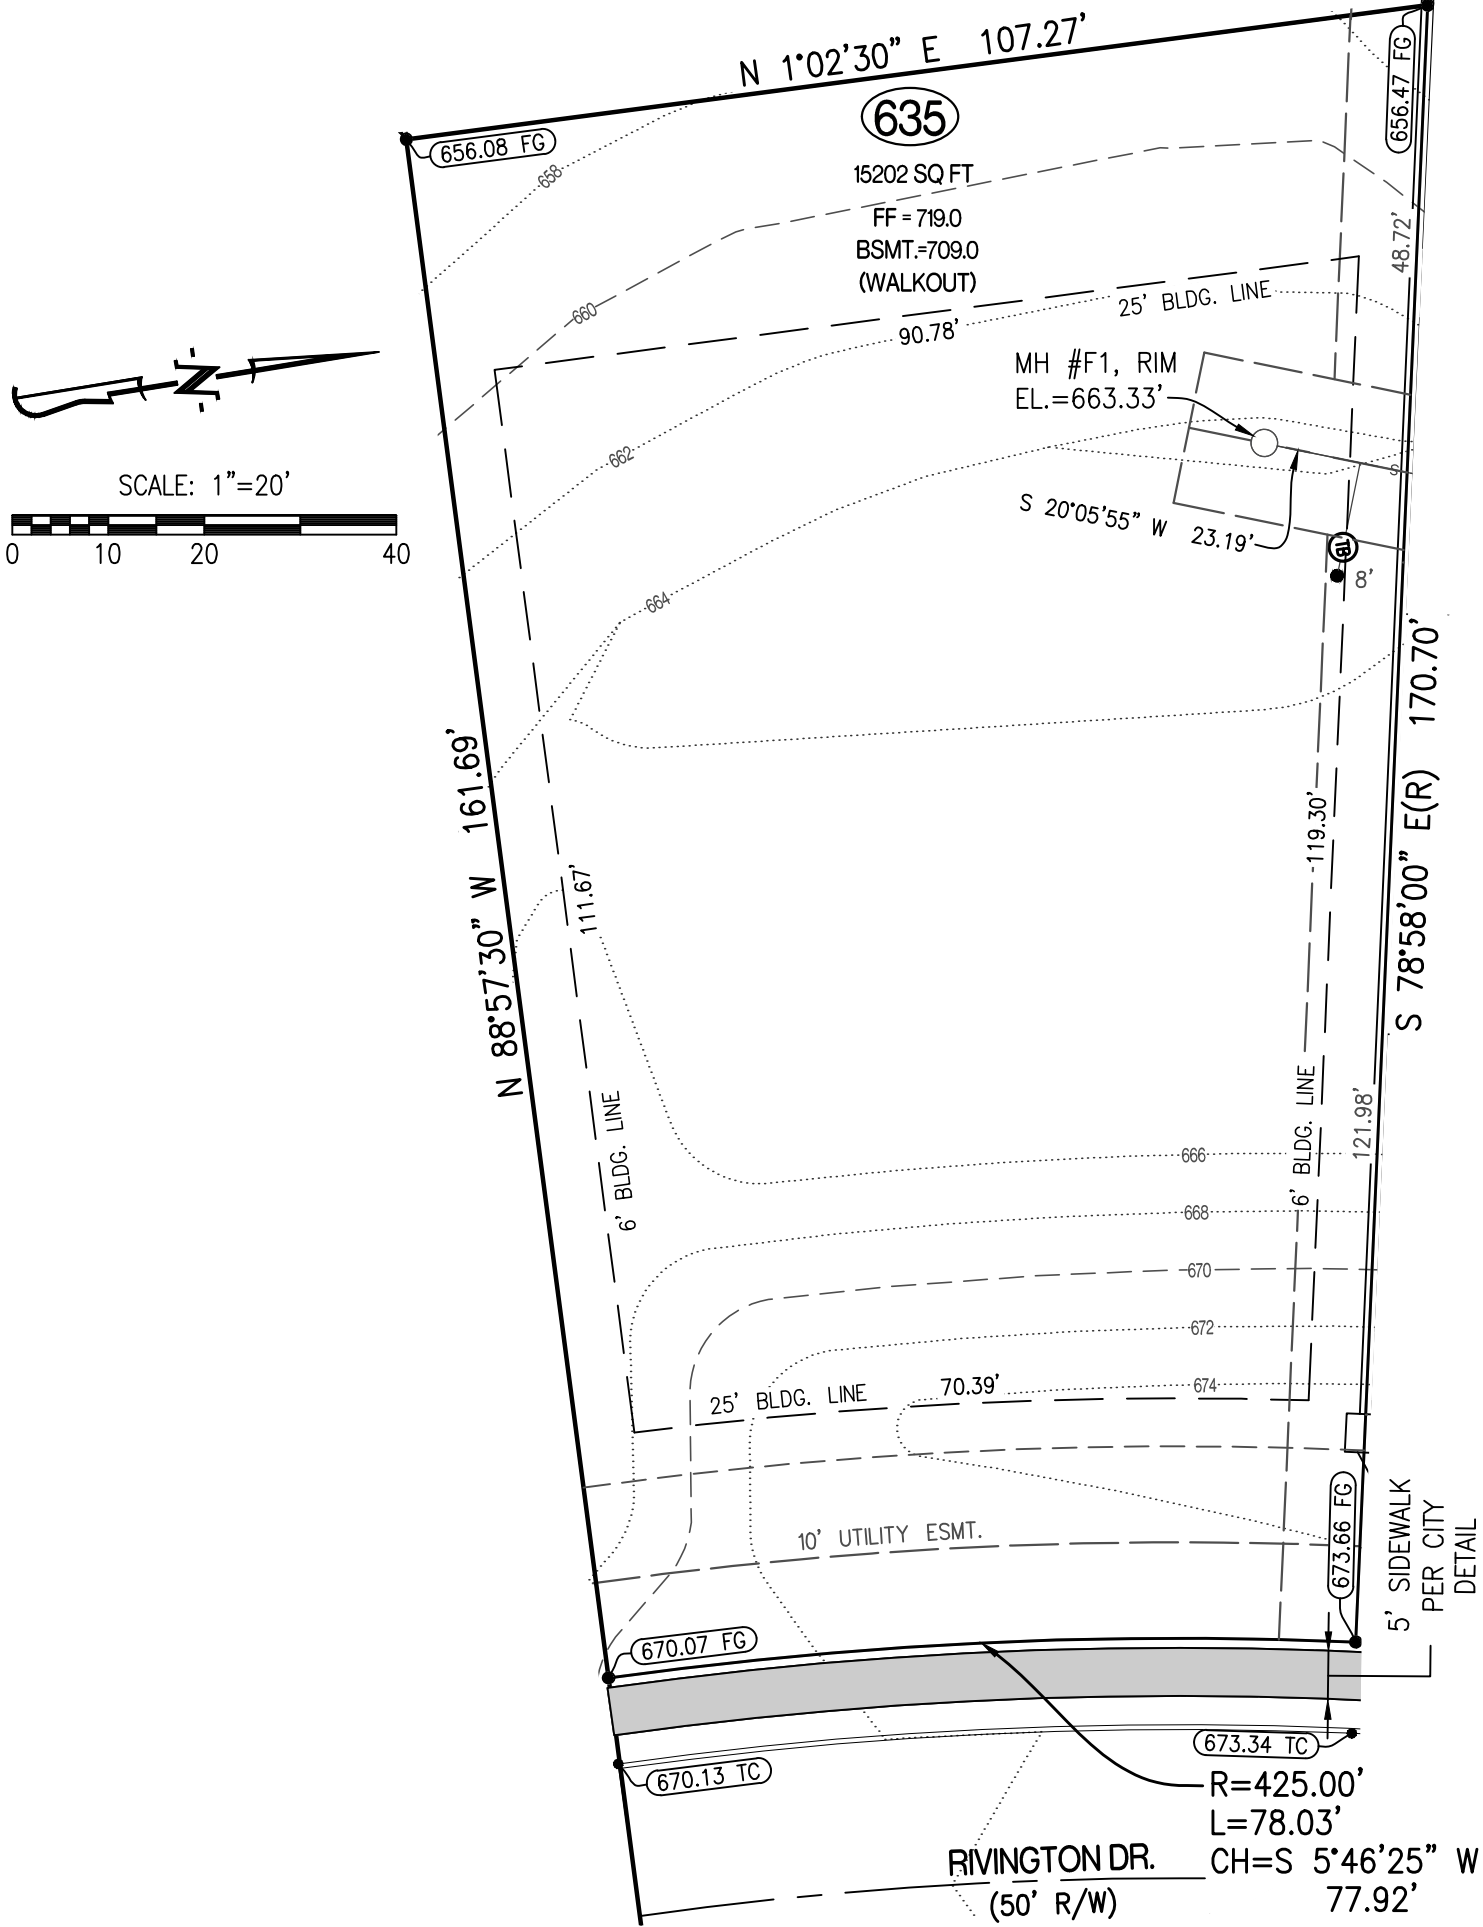 N 1°02'30" E 107.27'
656.47 FG
635
656.08 FG
658
15202 SQ FT
FF = 719.0
BSMT.=709.0
(WALKOUT)
48.72'
660
25' BLDG. LINE
90.78'
MH #F1, RIM
EL.=663.33'
N
SCALE: 1"=20'
0 10 20 40
662
S
S 20°05'55" W 23.19'
TB
8'
664
S 78°58'00" E(R) 170.70'
N 88°57'30" W 161.69'
119.30'
111.67'
6' BLDG. LINE
6' BLDG. LINE
121.98'
666
668
670
672
674
25' BLDG. LINE
70.39'
10' UTILITY ESMT.
673.66 FG
5' SIDEWALK
PER CITY
DETAIL
670.07 FG
673.34 TC
670.13 TC
R=425.00'
L=78.03'
CH=S 5°46'25" W
77.92'
RIVINGTON DR.
(50' R/W)